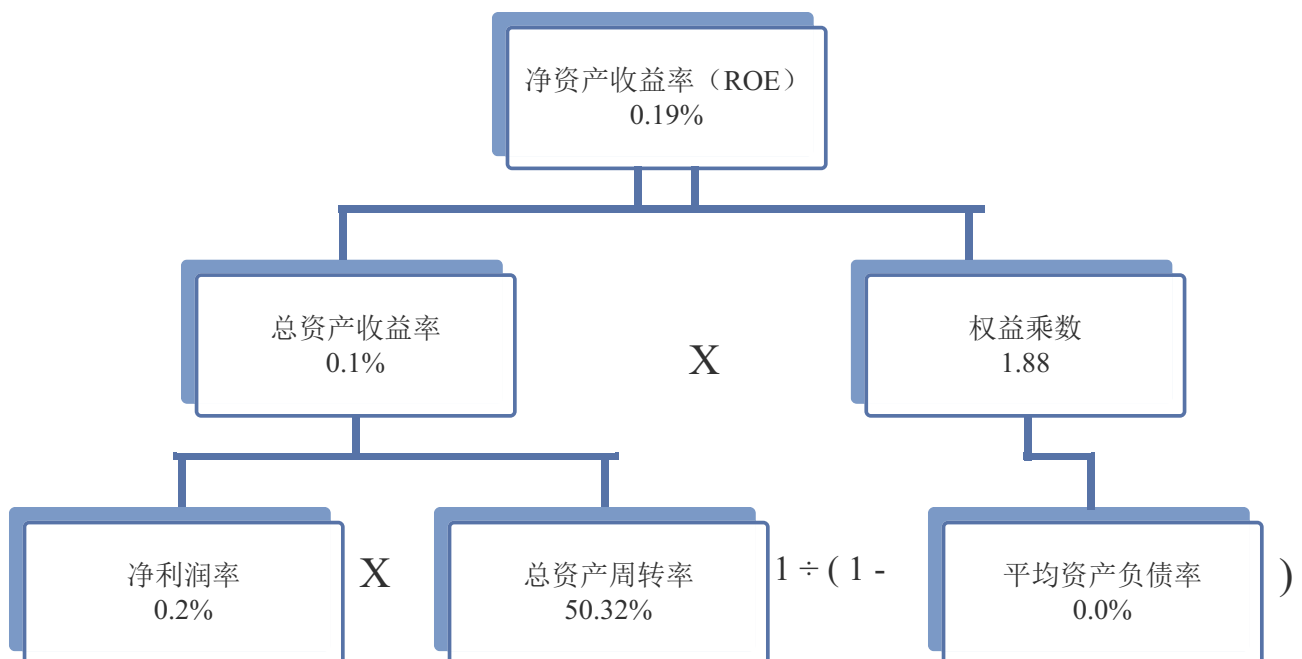 净资产收益率（ROE）
0.19%
总资产收益率
0.1%
X
权益乘数
1.88
净利润率
0.2%
X
总资产周转率
50.32%
1 ÷ ( 1 -
平均资产负债率
0.0%
)